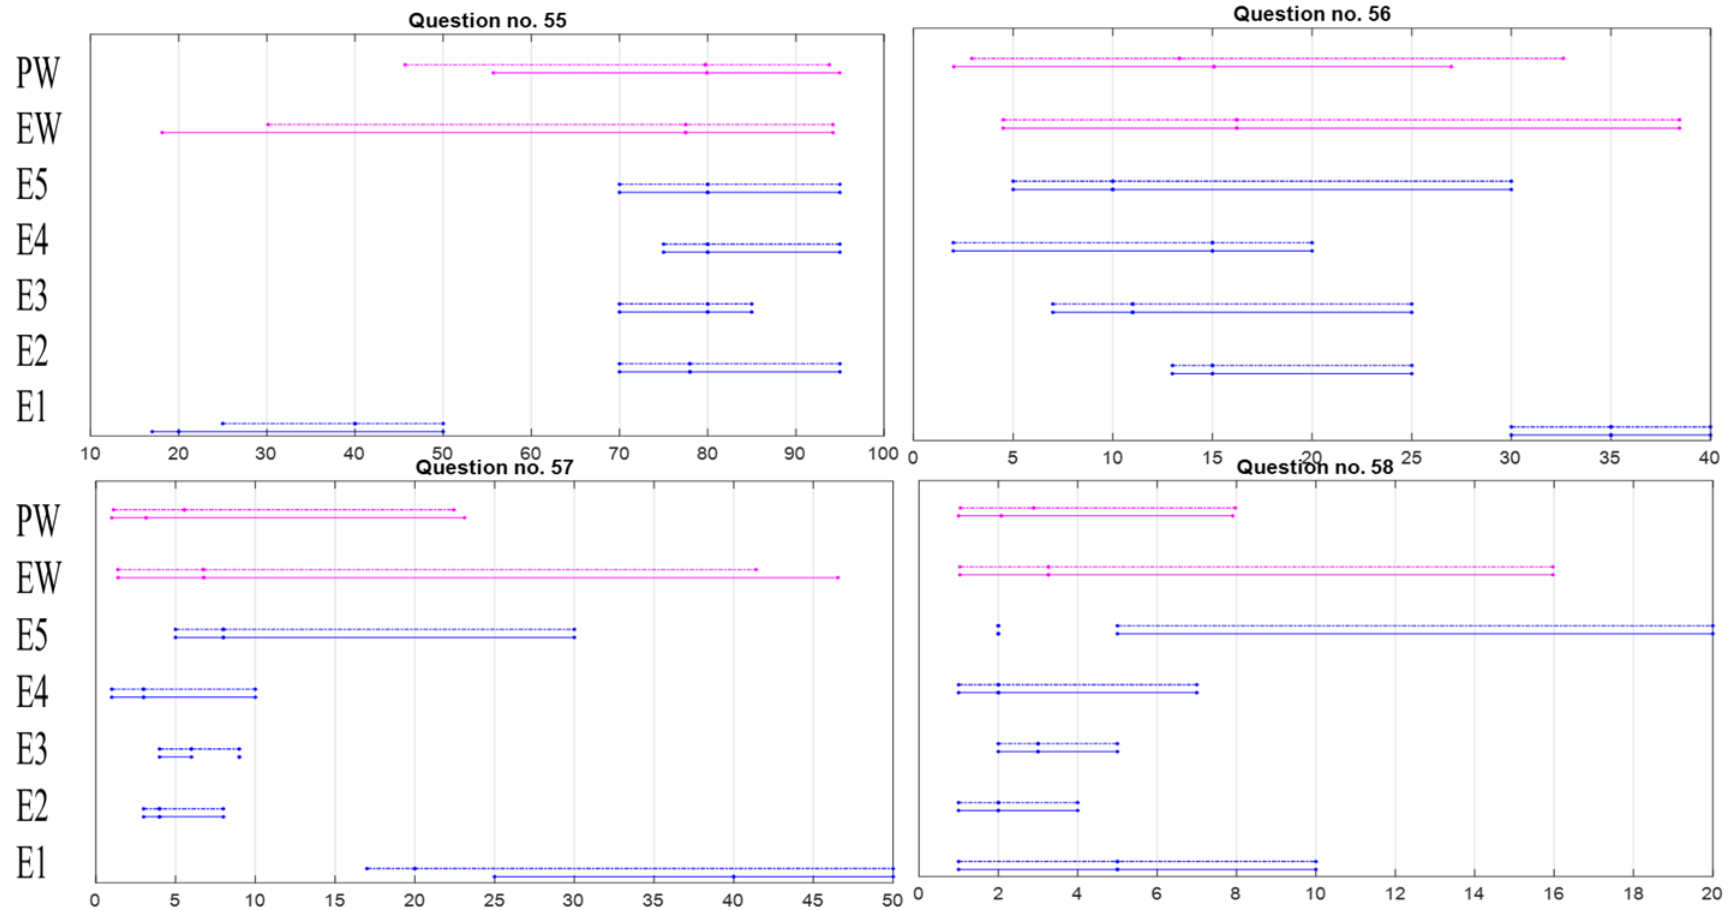 Question no. 55
Question no. 56
PW
EW
E5
E4
E3
E2
E1
10 20 30 40 50 60 70 80 90 100
0 5 10 15 20 25 30 35 40
Question no. 57
Question no. 58
PW
EW
E5
E4
E3
E2
E1
0 5 10 15 20 25 30 35 40 45 50
0 2 4 6 8 10 12 14 16 18 20